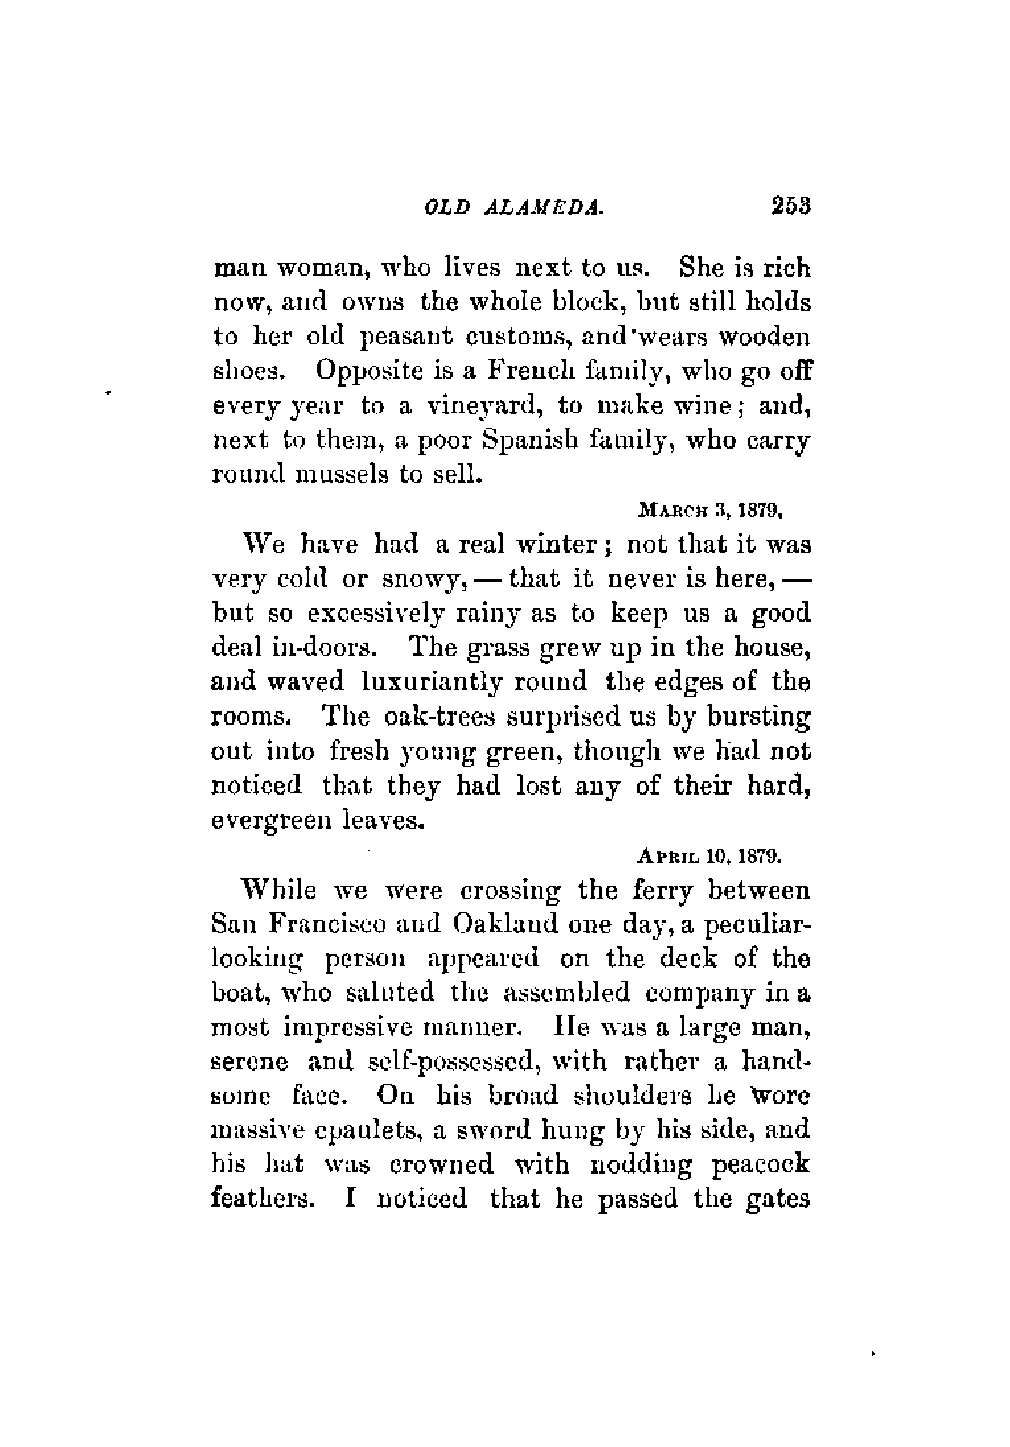 OLD ALAMEDA. 253
man woman, who lives next to us. She is rich
now, and owns the whole block, but still holds
to her old peasant customs, and wears wooden
shoes. Opposite is a French family, who go off
every year to a vineyard, to make wine; and,
next to them, a poor Spanish family, who carry
round mussels to sell.
MARCH 3, 1879.
We have had a real winter; not that it was
very cold or snowy, — that it never is here, —
but so excessively rainy as to keep us a good
deal in-doors. The grass grew up in the house,
and waved luxuriantly round the edges of the
rooms. The oak-trees surprised us by bursting
out into fresh young green, though we had not
noticed that they had lost any of their hard,
evergreen leaves.
APRIL 10, 1879.
While we were crossing the ferry between
San Francisco and Oakland one day, a peculiar-
looking person appeared on the deck of the
boat, who saluted the assembled company in a
most impressive manner. He was a large man,
serene and self-possessed, with rather a hand-
some face. On his broad shoulders he wore
massive epaulets, a sword hung by his side, and
his hat was crowned with nodding peacock
feathers. I noticed that he passed the gates